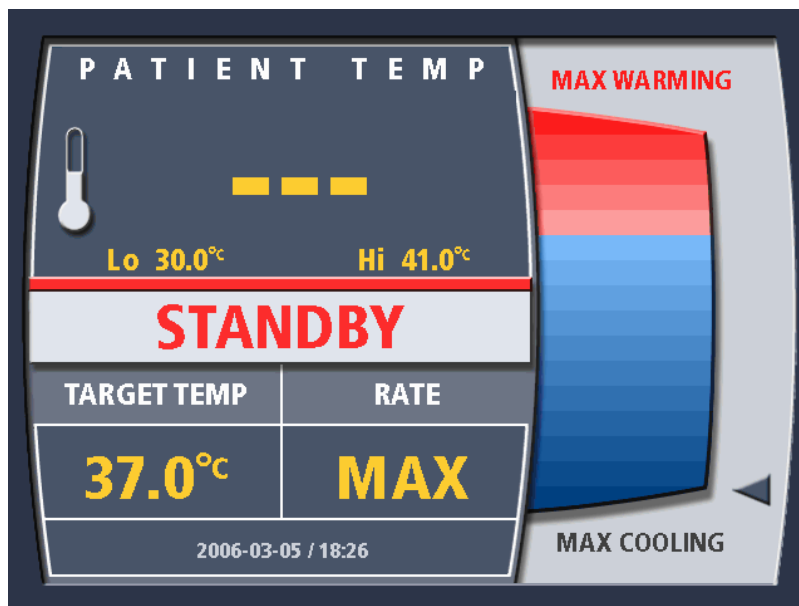 PATIENT TEMP
MAX WARMING
---
Lo 30.0°C Hi 41.0°C
STANDBY
TARGET TEMP RATE
37.0°C MAX
2006-03-05 / 18:26
MAX COOLING